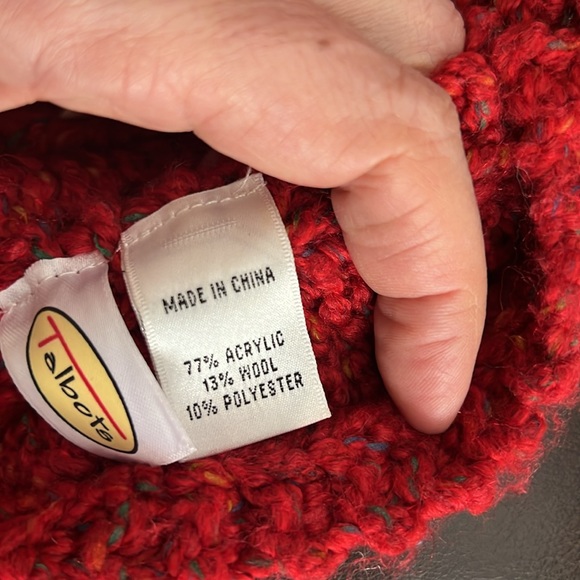 Talbots
MADE IN CHINA
77% ACRYLIC
13% WOOL
10% POLYESTER